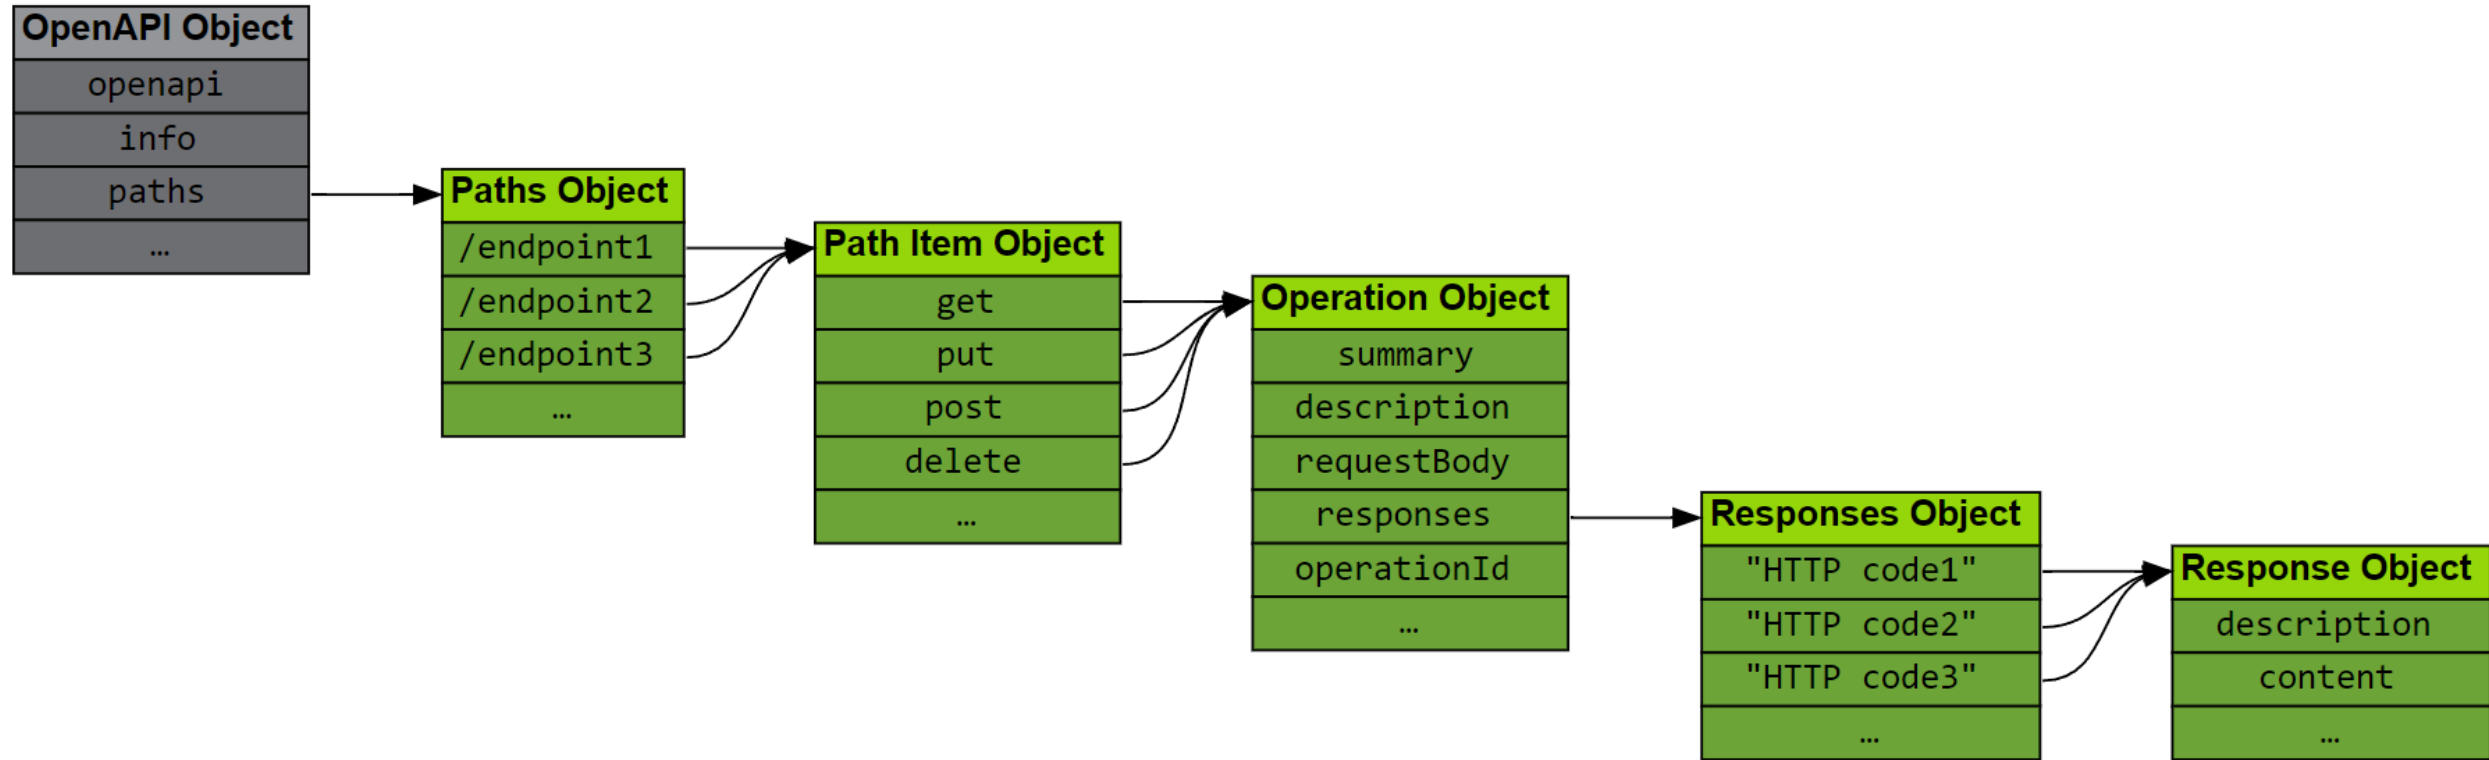 OpenAPI Object
openapi
info
paths
…
Paths Object
/endpoint1
/endpoint2
/endpoint3
…
Path Item Object
get
put
post
delete
…
Operation Object
summary
description
requestBody
responses
operationId
…
Responses Object
"HTTP code1"
"HTTP code2"
"HTTP code3"
…
Response Object
description
content
…